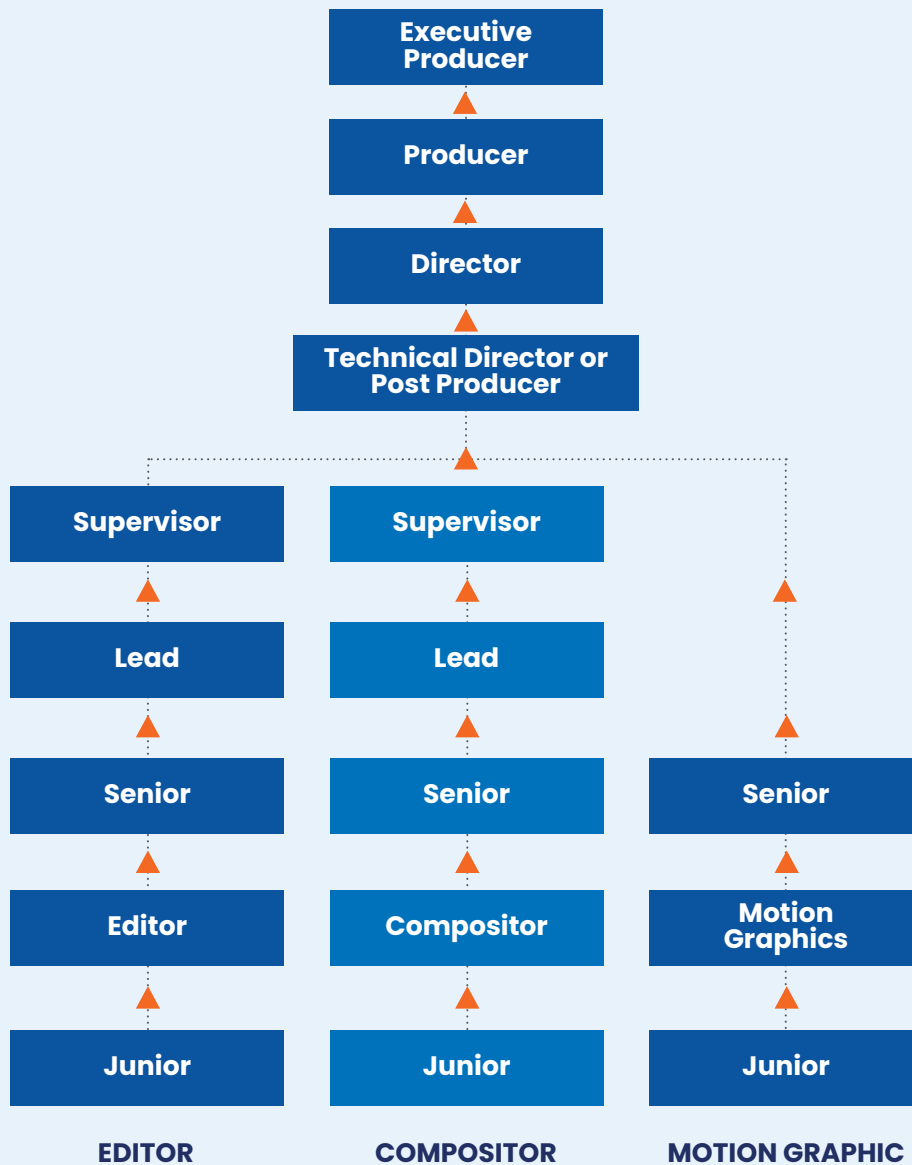 Executive
Producer
Producer
Director
Technical Director or
Post Producer
Supervisor
Supervisor
Lead
Lead
Senior
Senior
Senior
Editor
Compositor
Motion
Graphics
Junior
Junior
Junior
EDITOR
COMPOSITOR
MOTION GRAPHIC